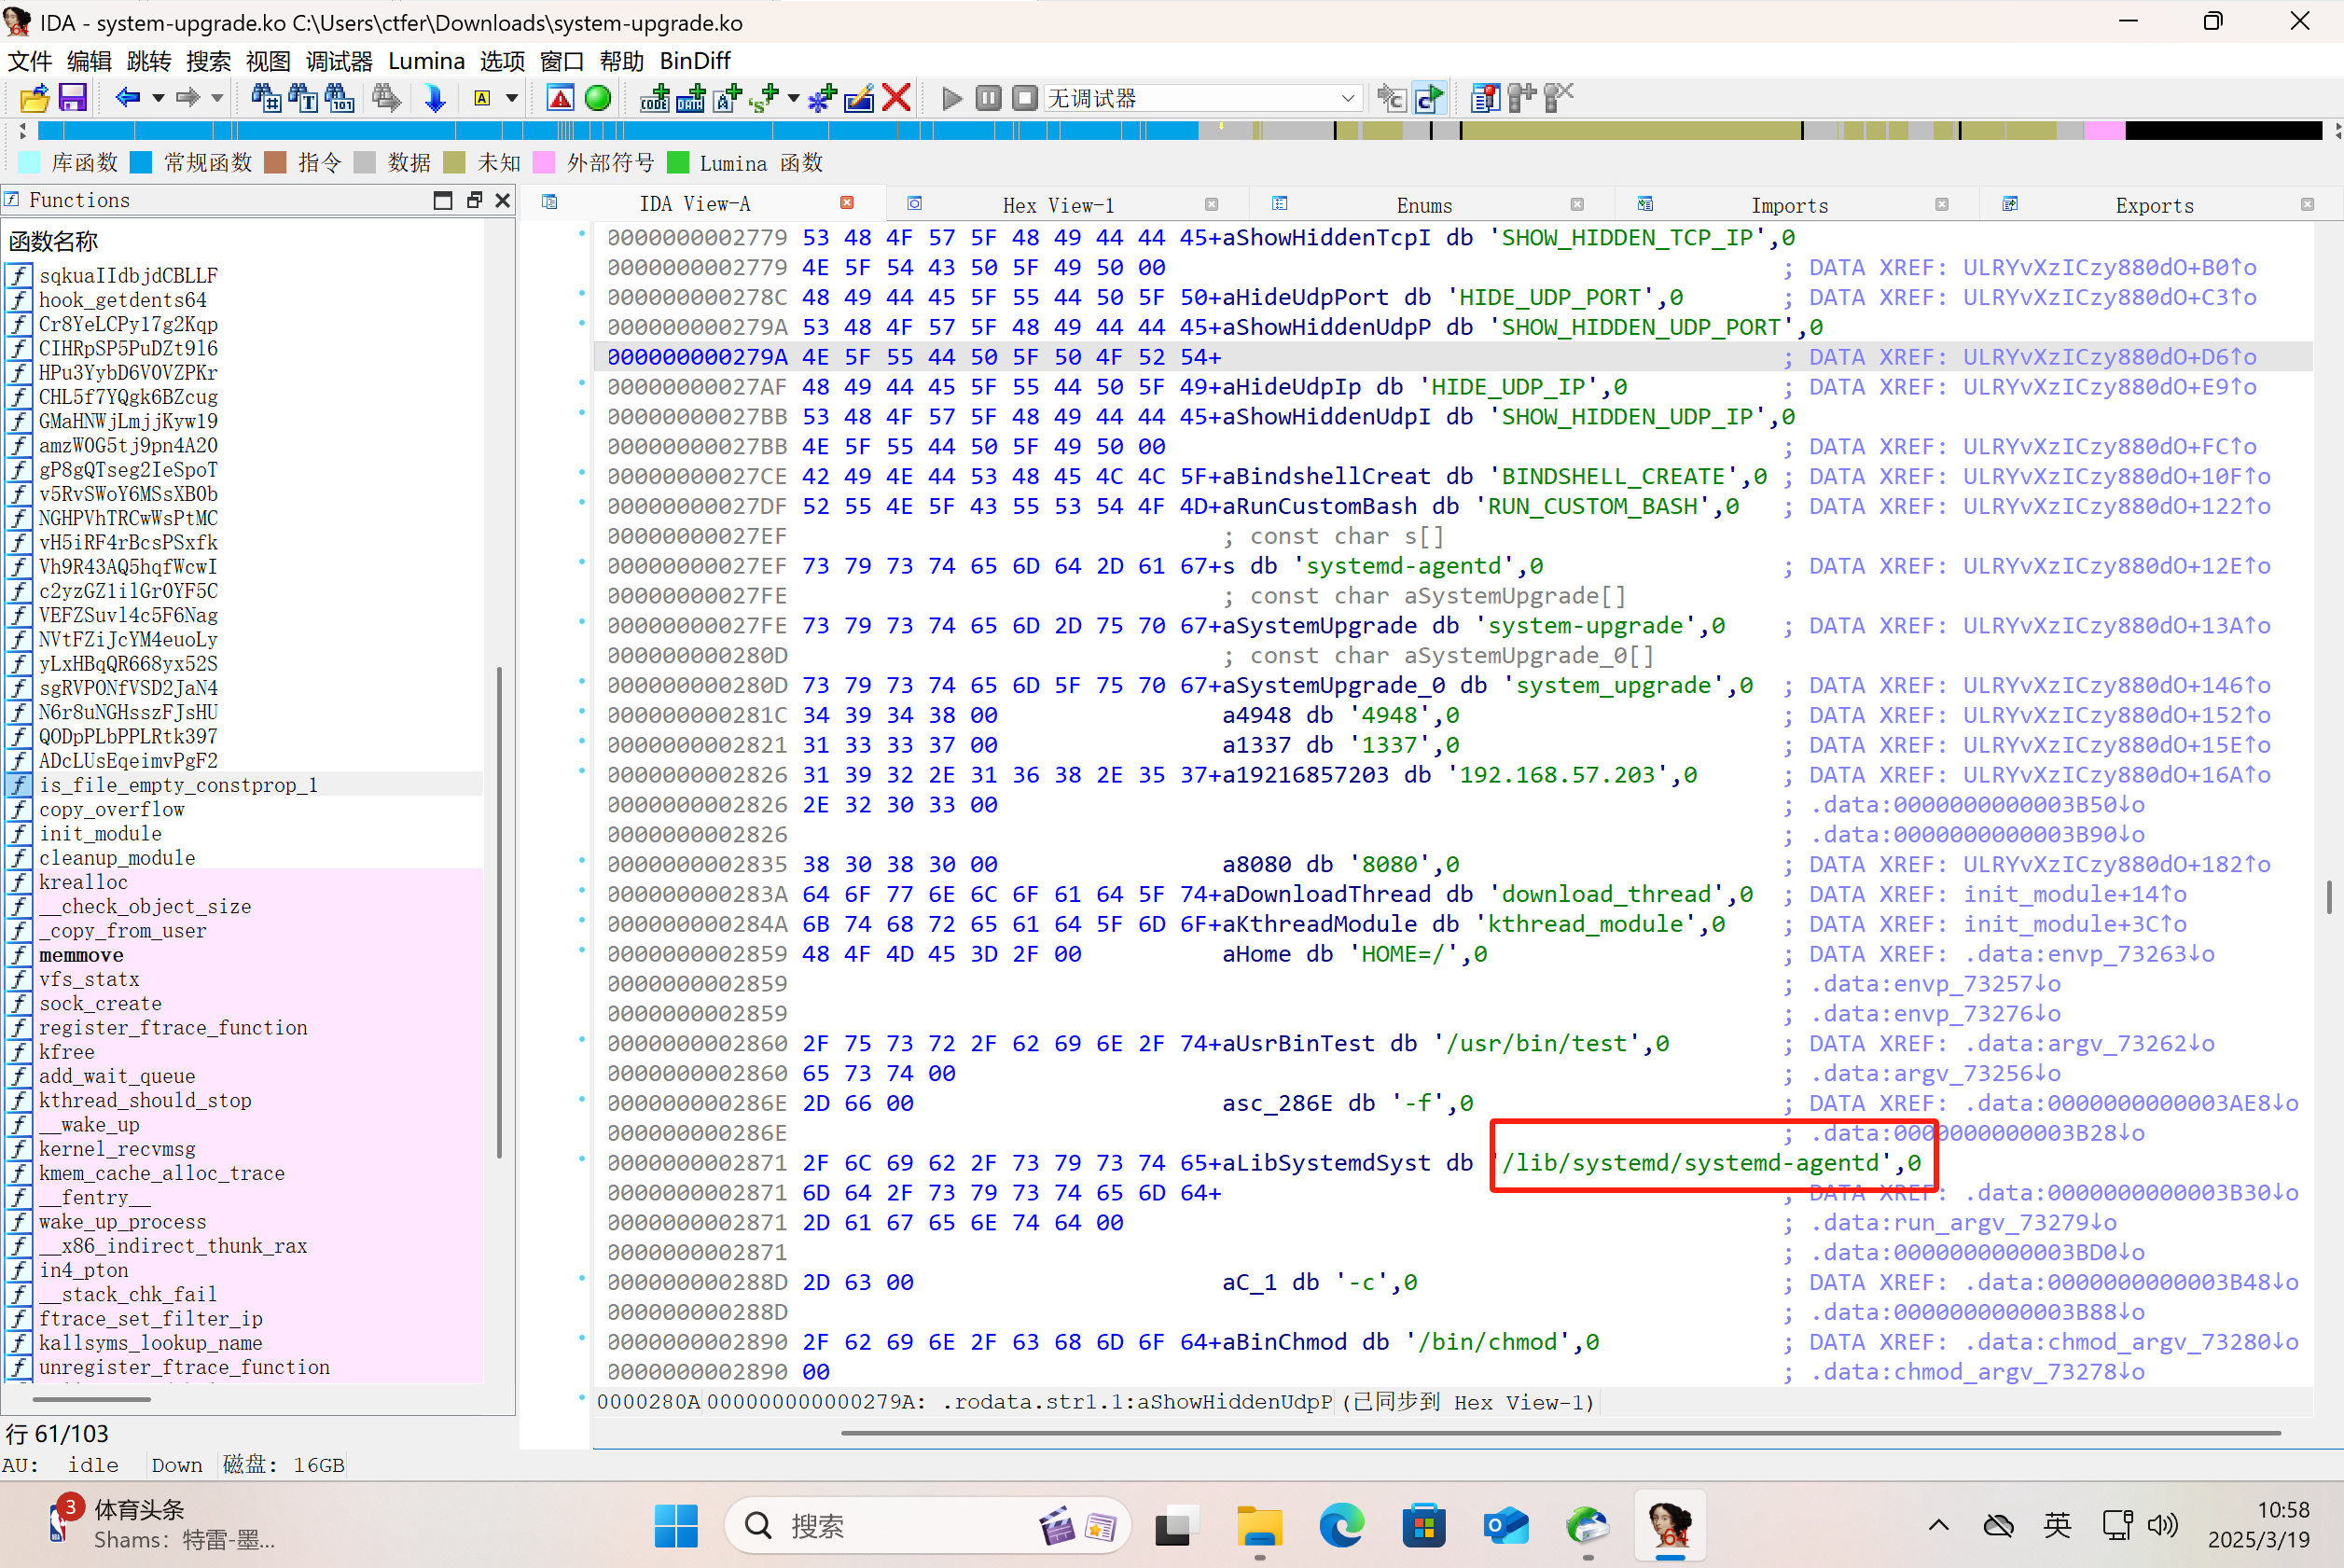 IDA - system-upgrade.ko C:\Users\ctfer\Downloads\system-upgrade.ko
文件 编辑 跳转 搜索 视图 调试器 Lumina 选项 窗口 帮助 BinDiff
无调试器
库函数 常规函数 指令 数据 未知 外部符号 Lumina 函数
Functions
函数名称
sqkuaIIdbjdCBLLF
hook_getdents64
Cr8YeLCPy17g2Kqp
CIHRpSP5PuDZt9l6
HPu3YybD6V0VZPKr
CHL5f7YQgk6BZcug
GMaHNWjLmjjKyw19
amzWOG5tj9pn4A20
gP8gQTseg2IeSpoT
v5RvSWoY6MSsXB0b
NGHPVhTRCwWsPtMC
vH5iRF4rBcsPSxfk
Vh9R43AQ5hqfWcwI
c2yzGZ1ilGr0YF5C
VEFZSuvl4c5F6Nag
NVtFZiJcYM4euoLy
yLxHBqQR668yx52S
sgRVPONfVSD2JaN4
N6r8uNGHsszFJsHU
QODpPLbPPLRtk397
ADcLUsEqeimvPgF2
is_file_empty_constprop_1
copy_overflow
init_module
cleanup_module
krealloc
__check_object_size
_copy_from_user
memmove
vfs_statx
sock_create
register_ftrace_function
kfree
add_wait_queue
kthread_should_stop
__wake_up
kernel_recvmsg
kmem_cache_alloc_trace
__fentry__
wake_up_process
__x86_indirect_thunk_rax
in4_pton
__stack_chk_fail
ftrace_set_filter_ip
kallsyms_lookup_name
unregister_ftrace_function
行 61/103
IDA View-A Hex View-1 Enums Imports Exports
0000000002779 53 48 4F 57 5F 48 49 44 44 45+aShowHiddenTcpI db 'SHOW_HIDDEN_TCP_IP',0
0000000002779 4E 5F 54 43 50 5F 49 50 00 ; DATA XREF: ULRYvXzICzy880dO+B0↑o
000000000278C 48 49 44 45 5F 55 44 50 5F 50+aHideUdpPort db 'HIDE_UDP_PORT',0 ; DATA XREF: ULRYvXzICzy880dO+C3↑o
000000000279A 53 48 4F 57 5F 48 49 44 44 45+aShowHiddenUdpP db 'SHOW_HIDDEN_UDP_PORT',0
000000000279A 4E 5F 55 44 50 5F 50 4F 52 54+ ; DATA XREF: ULRYvXzICzy880dO+D6↑o
00000000027AF 48 49 44 45 5F 55 44 50 5F 49+aHideUdpIp db 'HIDE_UDP_IP',0 ; DATA XREF: ULRYvXzICzy880dO+E9↑o
00000000027BB 53 48 4F 57 5F 48 49 44 44 45+aShowHiddenUdpI db 'SHOW_HIDDEN_UDP_IP',0
00000000027BB 4E 5F 55 44 50 5F 49 50 00 ; DATA XREF: ULRYvXzICzy880dO+FC↑o
00000000027CE 42 49 4E 44 53 48 45 4C 4C 5F+aBindshellCreat db 'BINDSHELL_CREATE',0 ; DATA XREF: ULRYvXzICzy880dO+10F↑o
00000000027DF 52 55 4E 5F 43 55 53 54 4F 4D+aRunCustomBash db 'RUN_CUSTOM_BASH',0 ; DATA XREF: ULRYvXzICzy880dO+122↑o
00000000027EF ; const char s[]
00000000027EF 73 79 73 74 65 6D 64 2D 61 67+s db 'systemd-agentd',0 ; DATA XREF: ULRYvXzICzy880dO+12E↑o
00000000027FE ; const char aSystemUpgrade[]
00000000027FE 73 79 73 74 65 6D 2D 75 70 67+aSystemUpgrade db 'system-upgrade',0 ; DATA XREF: ULRYvXzICzy880dO+13A↑o
000000000280D ; const char aSystemUpgrade_0[]
000000000280D 73 79 73 74 65 6D 5F 75 70 67+aSystemUpgrade_0 db 'system_upgrade',0 ; DATA XREF: ULRYvXzICzy880dO+146↑o
000000000281C 34 39 34 38 00 a4948 db '4948',0 ; DATA XREF: ULRYvXzICzy880dO+152↑o
0000000002821 31 33 33 37 00 a1337 db '1337',0 ; DATA XREF: ULRYvXzICzy880dO+15E↑o
0000000002826 31 39 32 2E 31 36 38 2E 35 37+a19216857203 db '192.168.57.203',0 ; DATA XREF: ULRYvXzICzy880dO+16A↑o
0000000002826 2E 32 30 33 00 ; .data:0000000000003B50↓o
0000000002826 ; .data:0000000000003B90↓o
0000000002835 38 30 38 30 00 a8080 db '8080',0 ; DATA XREF: ULRYvXzICzy880dO+182↑o
000000000283A 64 6F 77 6E 6C 6F 61 64 5F 74+aDownloadThread db 'download_thread',0 ; DATA XREF: init_module+14↑o
000000000284A 6B 74 68 72 65 61 64 5F 6D 6F+aKthreadModule db 'kthread_module',0 ; DATA XREF: init_module+3C↑o
0000000002859 48 4F 4D 45 3D 2F 00 aHome db 'HOME=/',0 ; DATA XREF: .data:envp_73263↓o
0000000002859 ; .data:envp_73257↓o
0000000002859 ; .data:envp_73276↓o
0000000002860 2F 75 73 72 2F 62 69 6E 2F 74+aUsrBinTest db '/usr/bin/test',0 ; DATA XREF: .data:argv_73262↓o
0000000002860 65 73 74 00 ; .data:argv_73256↓o
000000000286E 2D 66 00 asc_286E db '-f',0 ; DATA XREF: .data:0000000000003AE8↓o
000000000286E ; .data:0000000000003B28↓o
0000000002871 2F 6C 69 62 2F 73 79 73 74 65+aLibSystemdSyst db '/lib/systemd/systemd-agentd',0
0000000002871 6D 64 2F 73 79 73 74 65 6D 64+ ; DATA XREF: .data:0000000000003B30↓o
0000000002871 2D 61 67 65 6E 74 64 00 ; .data:run_argv_73279↓o
0000000002871 ; .data:0000000000003BD0↓o
000000000288D 2D 63 00 aC_1 db '-c',0 ; DATA XREF: .data:0000000000003B48↓o
000000000288D ; .data:0000000000003B88↓o
0000000002890 2F 62 69 6E 2F 63 68 6D 6F 64+aBinChmod db '/bin/chmod',0 ; DATA XREF: .data:chmod_argv_73280↓o
0000000002890 00 ; .data:chmod_argv_73278↓o
0000280A 000000000000279A: .rodata.str1.1:aShowHiddenUdpP (已同步到 Hex View-1)
AU: idle Down 磁盘: 16GB
3
体育头条
Shams：特雷-墨...
搜索
64
英
10:58
2025/3/19